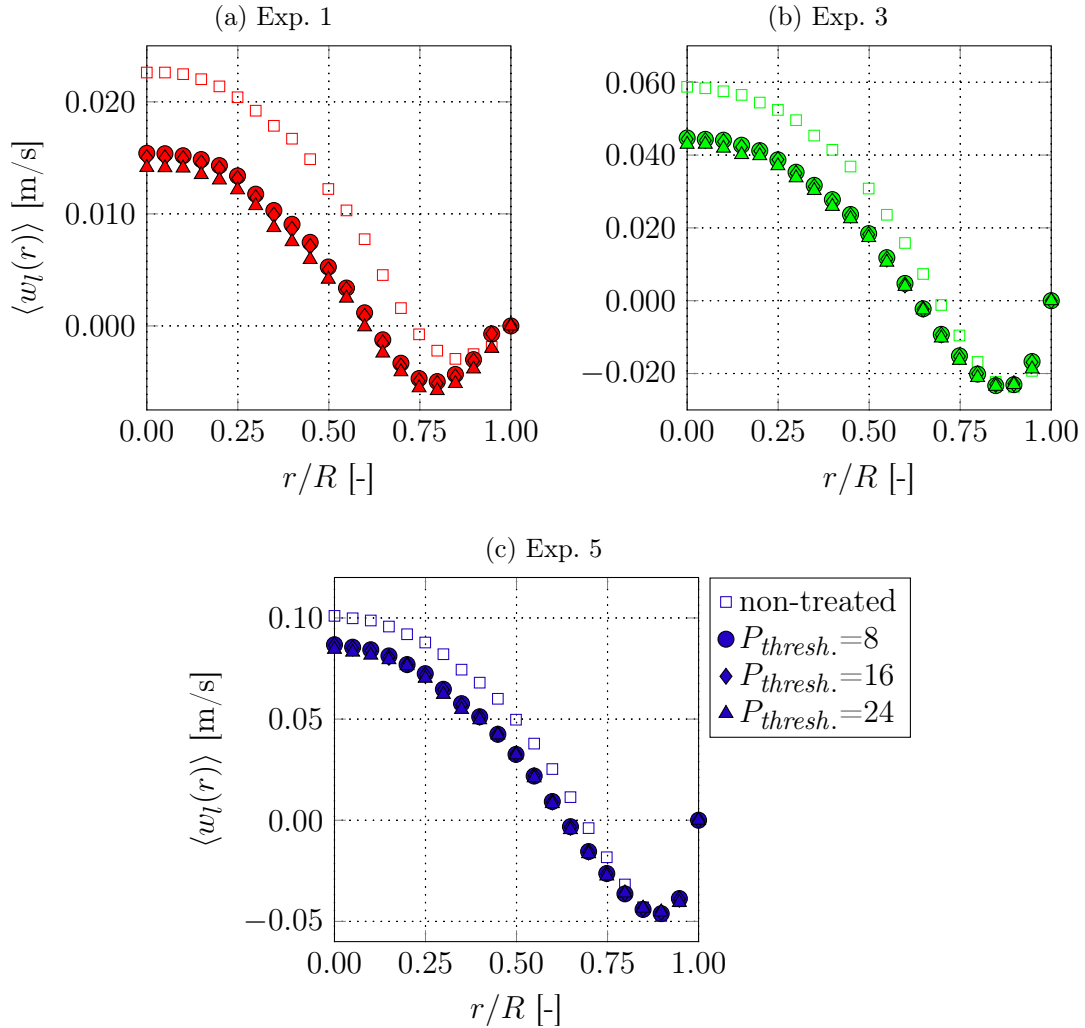 (a) Exp. 1
0.020
0.010
0.000
⟨w_l(r)⟩ [m/s]
0.00 0.25 0.50 0.75 1.00
r/R [-]
(b) Exp. 3
0.060
0.040
0.020
0.000
−0.020
0.00 0.25 0.50 0.75 1.00
r/R [-]
(c) Exp. 5
0.10
0.05
0.00
−0.05
⟨w_l(r)⟩ [m/s]
0.00 0.25 0.50 0.75 1.00
r/R [-]
non-treated
P_thresh.=8
P_thresh.=16
P_thresh.=24